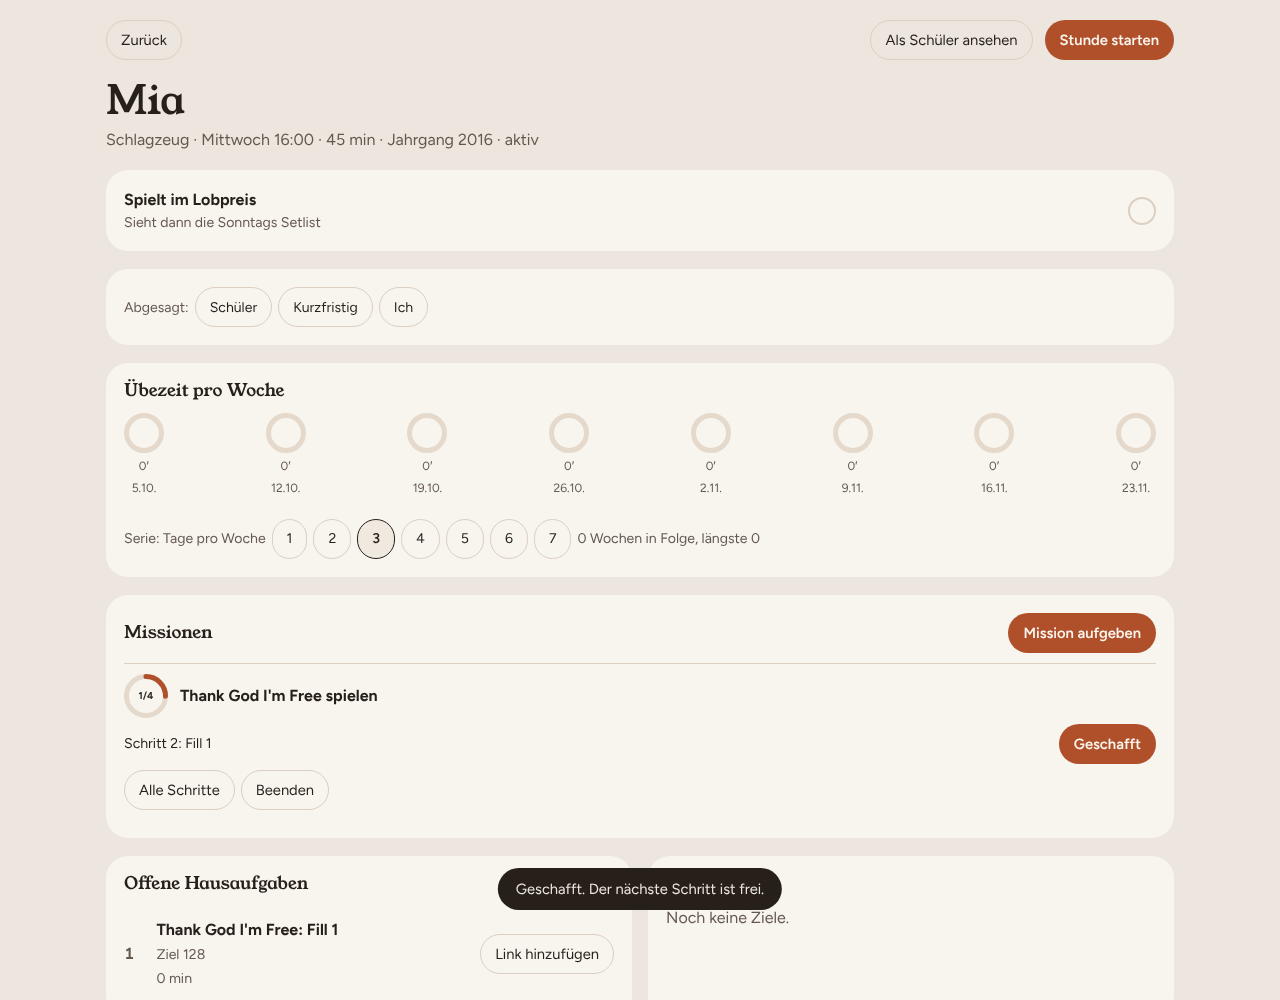 Zurück
Als Schüler ansehen
Stunde starten
Mia
Schlagzeug · Mittwoch 16:00 · 45 min · Jahrgang 2016 · aktiv
Spielt im Lobpreis
Sieht dann die Sonntags Setlist
Abgesagt: Schüler Kurzfristig Ich
Übezeit pro Woche
0' 0' 0' 0' 0' 0' 0' 0'
5.10. 12.10. 19.10. 26.10. 2.11. 9.11. 16.11. 23.11.
Serie: Tage pro Woche 1 2 3 4 5 6 7 0 Wochen in Folge, längste 0
Missionen
Mission aufgeben
1/4 Thank God I'm Free spielen
Schritt 2: Fill 1
Geschafft
Alle Schritte Beenden
Offene Hausaufgaben
Geschafft. Der nächste Schritt ist frei.
Noch keine Ziele.
1
Thank God I'm Free: Fill 1
Ziel 128
0 min
Link hinzufügen